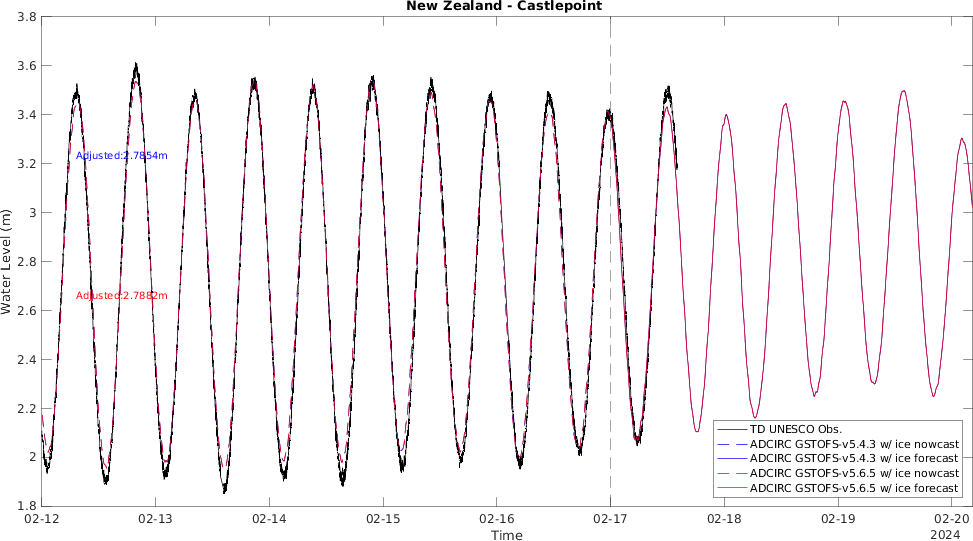 New Zealand - Castlepoint
3.8
3.6
3.4
3.2
3
2.8
2.6
2.4
2.2
2
1.8
Water Level (m)
Adjusted:2.7854m
Adjusted:2.7882m
TD UNESCO Obs.
ADCIRC GSTOFS-v5.4.3 w/ ice nowcast
ADCIRC GSTOFS-v5.4.3 w/ ice forecast
ADCIRC GSTOFS-v5.6.5 w/ ice nowcast
ADCIRC GSTOFS-v5.6.5 w/ ice forecast
02-12 02-13 02-14 02-15 02-16 02-17 02-18 02-19 02-20
Time 2024